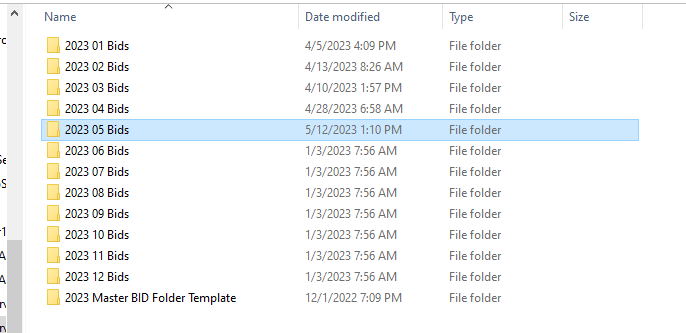 Name Date modified Type Size
2023 01 Bids 4/5/2023 4:09 PM File folder
2023 02 Bids 4/13/2023 8:26 AM File folder
2023 03 Bids 4/10/2023 1:57 PM File folder
2023 04 Bids 4/28/2023 6:58 AM File folder
2023 05 Bids 5/12/2023 1:10 PM File folder
2023 06 Bids 1/3/2023 7:56 AM File folder
2023 07 Bids 1/3/2023 7:56 AM File folder
2023 08 Bids 1/3/2023 7:56 AM File folder
2023 09 Bids 1/3/2023 7:56 AM File folder
2023 10 Bids 1/3/2023 7:56 AM File folder
2023 11 Bids 1/3/2023 7:56 AM File folder
2023 12 Bids 1/3/2023 7:56 AM File folder
2023 Master BID Folder Template 12/1/2022 7:09 PM File folder